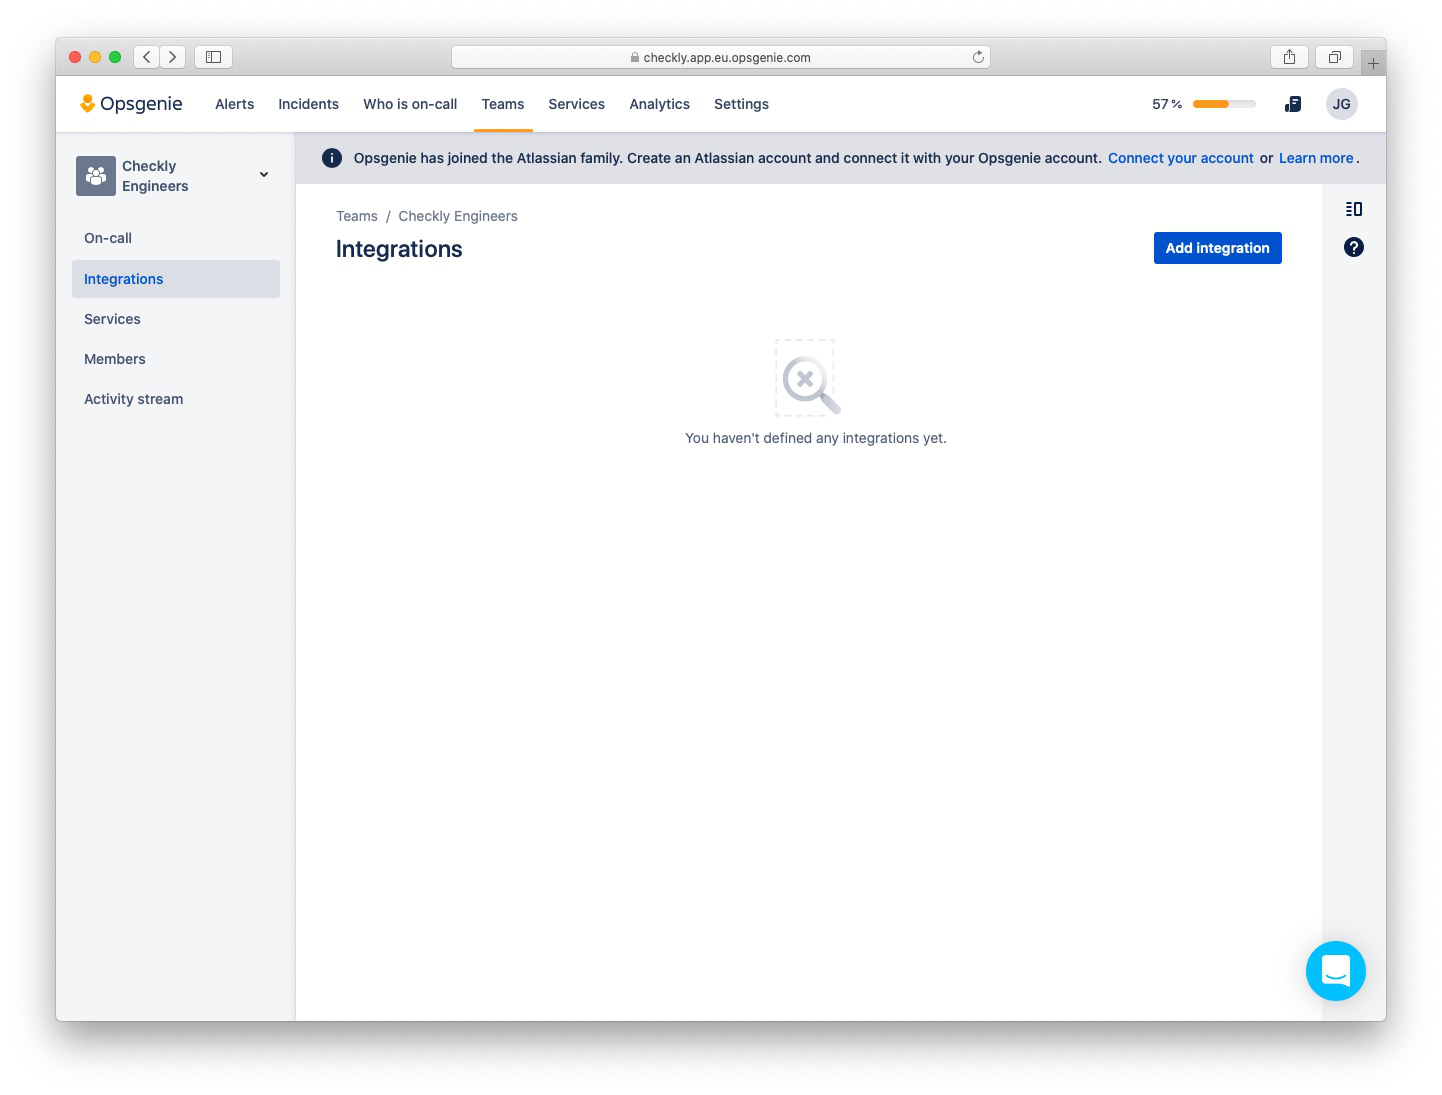 checkly.app.eu.opsgenie.com
Opsgenie Alerts Incidents Who is on-call Teams Services Analytics Settings 57% JG
Checkly
Engineers
Opsgenie has joined the Atlassian family. Create an Atlassian account and connect it with your Opsgenie account. Connect your account or Learn more.
On-call
Integrations
Services
Members
Activity stream
Teams / Checkly Engineers
Integrations
Add integration
You haven't defined any integrations yet.